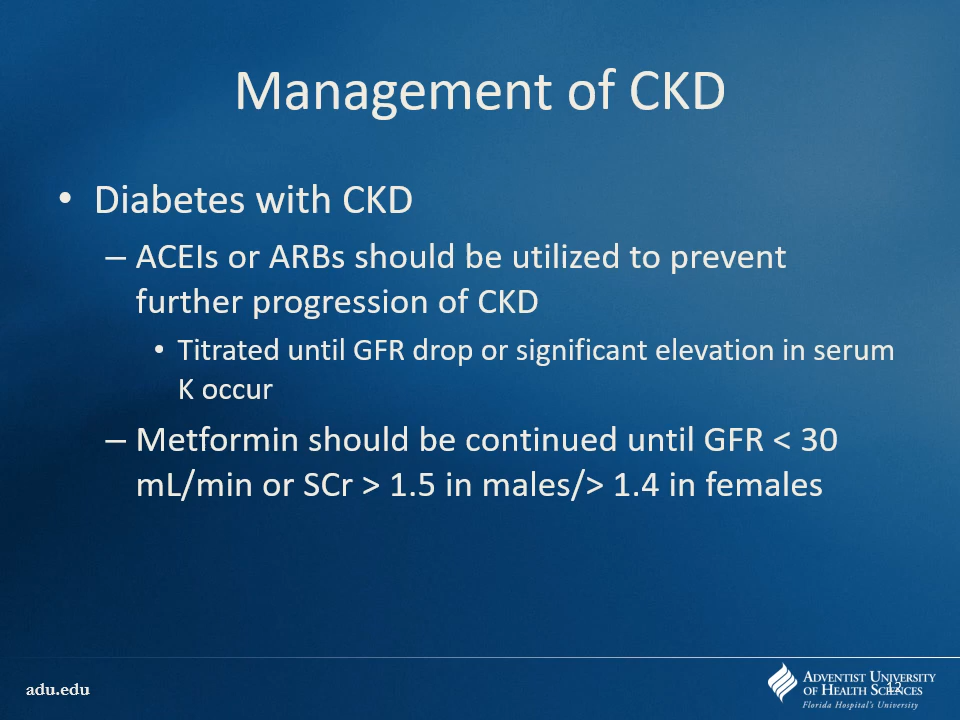 Management of CKD
• Diabetes with CKD
– ACEIs or ARBs should be utilized to prevent
further progression of CKD
• Titrated until GFR drop or significant elevation in serum
K occur
– Metformin should be continued until GFR < 30
mL/min or SCr > 1.5 in males/> 1.4 in females
adu.edu
ADVENTIST UNIVERSITY
OF HEALTH SCIENCES
Florida Hospital's University
12